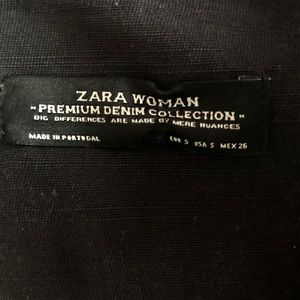 ZARA WOMAN
"PREMIUM DENIM COLLECTION"
BIG DIFFERENCES ARE MADE BY MERE NUANCES
MADE IN PORTUGAL EUR S USA S MEX 26